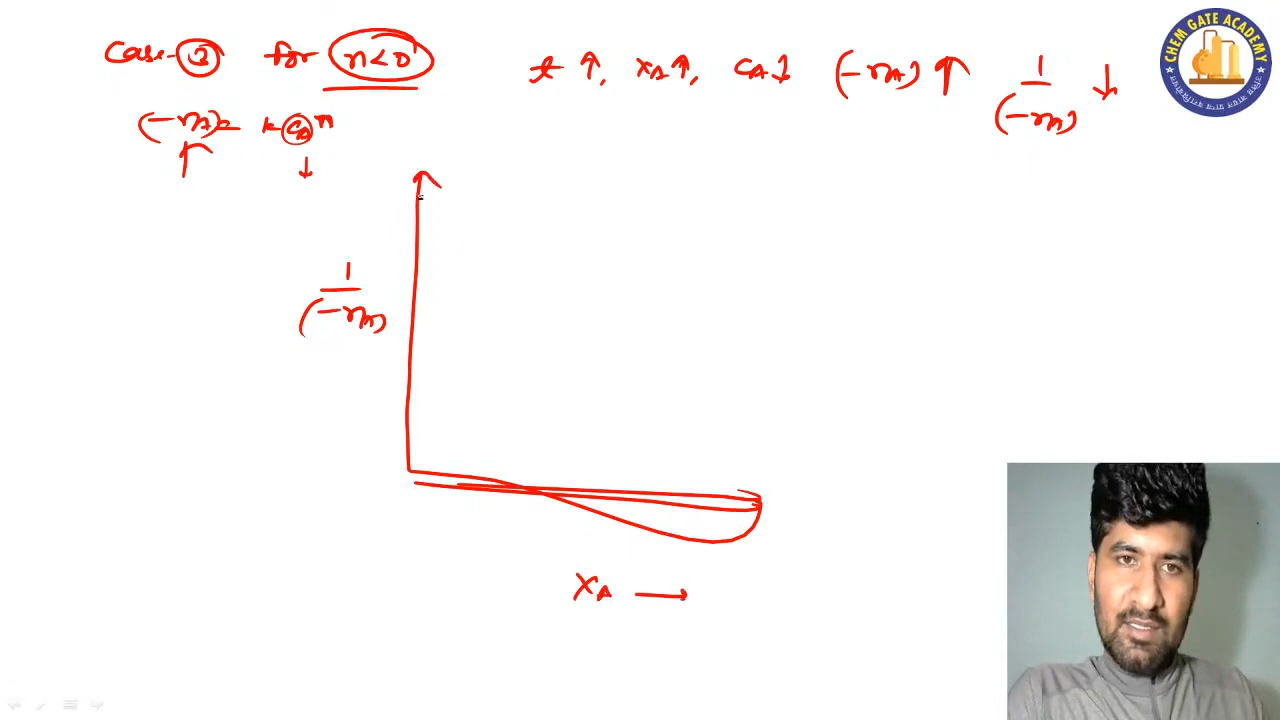 Case-③ for n<0 t ↑, XA↑, CA↓ (-rA) ↑ 1/(-rA) ↓
(-rA)= k CA^n
↑ ↓
1/(-rA)
XA →
CHEM GATE ACADEMY